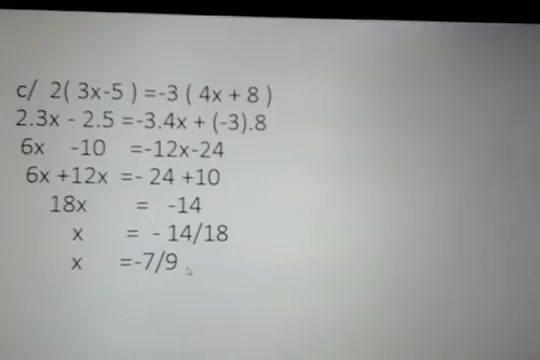 c/ 2( 3x-5 ) =-3 ( 4x + 8 )
2.3x - 2.5 =-3.4x + (-3).8
6x -10 =-12x-24
6x +12x =- 24 +10
18x = -14
x = - 14/18
x =-7/9